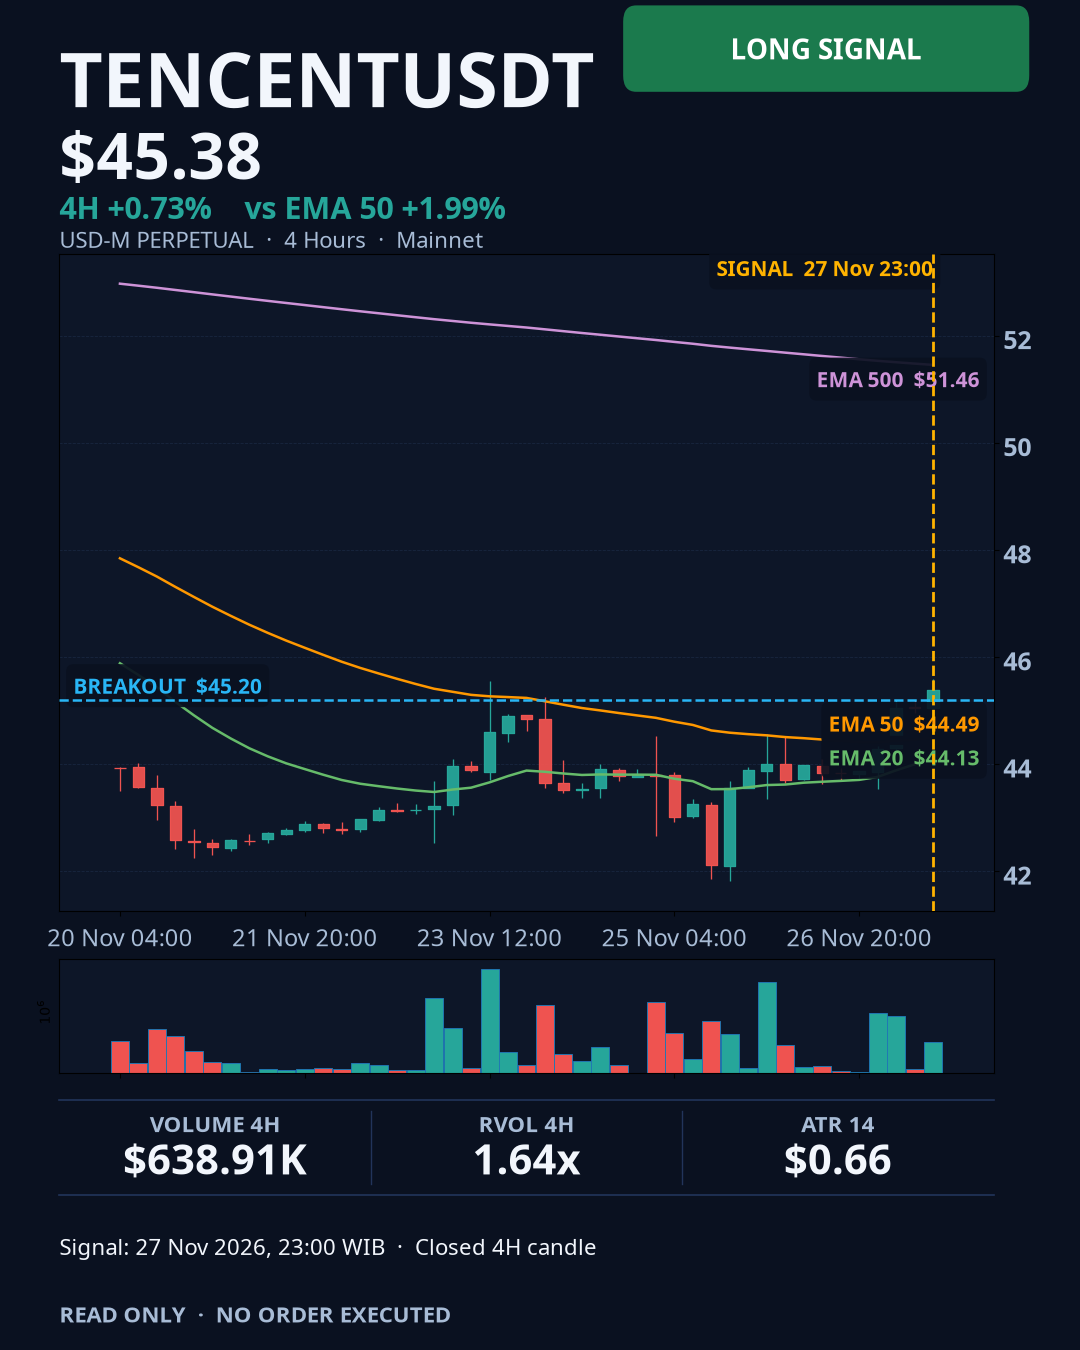 LONG SIGNAL
TENCENTUSDT
$45.38
4H +0.73% vs EMA 50 +1.99%
USD-M PERPETUAL · 4 Hours · Mainnet
SIGNAL 27 Nov 23:00
52
EMA 500 $51.46
50
48
46
BREAKOUT $45.20
EMA 50 $44.49
EMA 20 $44.13
44
42
20 Nov 04:00 21 Nov 20:00 23 Nov 12:00 25 Nov 04:00 26 Nov 20:00
10⁶
VOLUME 4H RVOL 4H ATR 14
$638.91K 1.64x $0.66
Signal: 27 Nov 2026, 23:00 WIB · Closed 4H candle
READ ONLY · NO ORDER EXECUTED